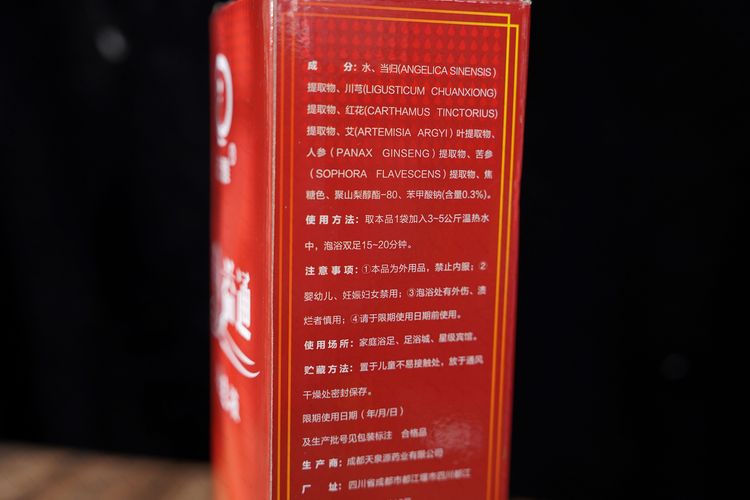 成 分：水、当归(ANGELICA SINENSIS)
提取物、川芎(LIGUSTICUM CHUANXIONG)
提取物、红花(CARTHAMUS TINCTORIUS)
提取物、艾(ARTEMISIA ARGYI)叶提取物、
人参（PANAX GINSENG）提取物、苦参
（SOPHORA FLAVESCENS）提取物、焦
糖色、聚山梨醇酯-80、苯甲酸钠(含量0.3%)。
使用方法：取本品1袋加入3~5公斤温热水
中，泡浴双足15~20分钟。
注意事项：①本品为外用品，禁止内服；②
婴幼儿、妊娠妇女禁用；③泡浴处有外伤、溃
烂者慎用；④请于限期使用日期前使用。
使用场所：家庭浴足、足浴城、星级宾馆。
贮藏方法：置于儿童不易接触处，放于通风
干燥处密封保存。
限期使用日期（年/月/日）
及生产批号见包装标注 合格品
生产商：成都天泉源药业有限公司
厂 址：四川省成都市都江堰市四川都江